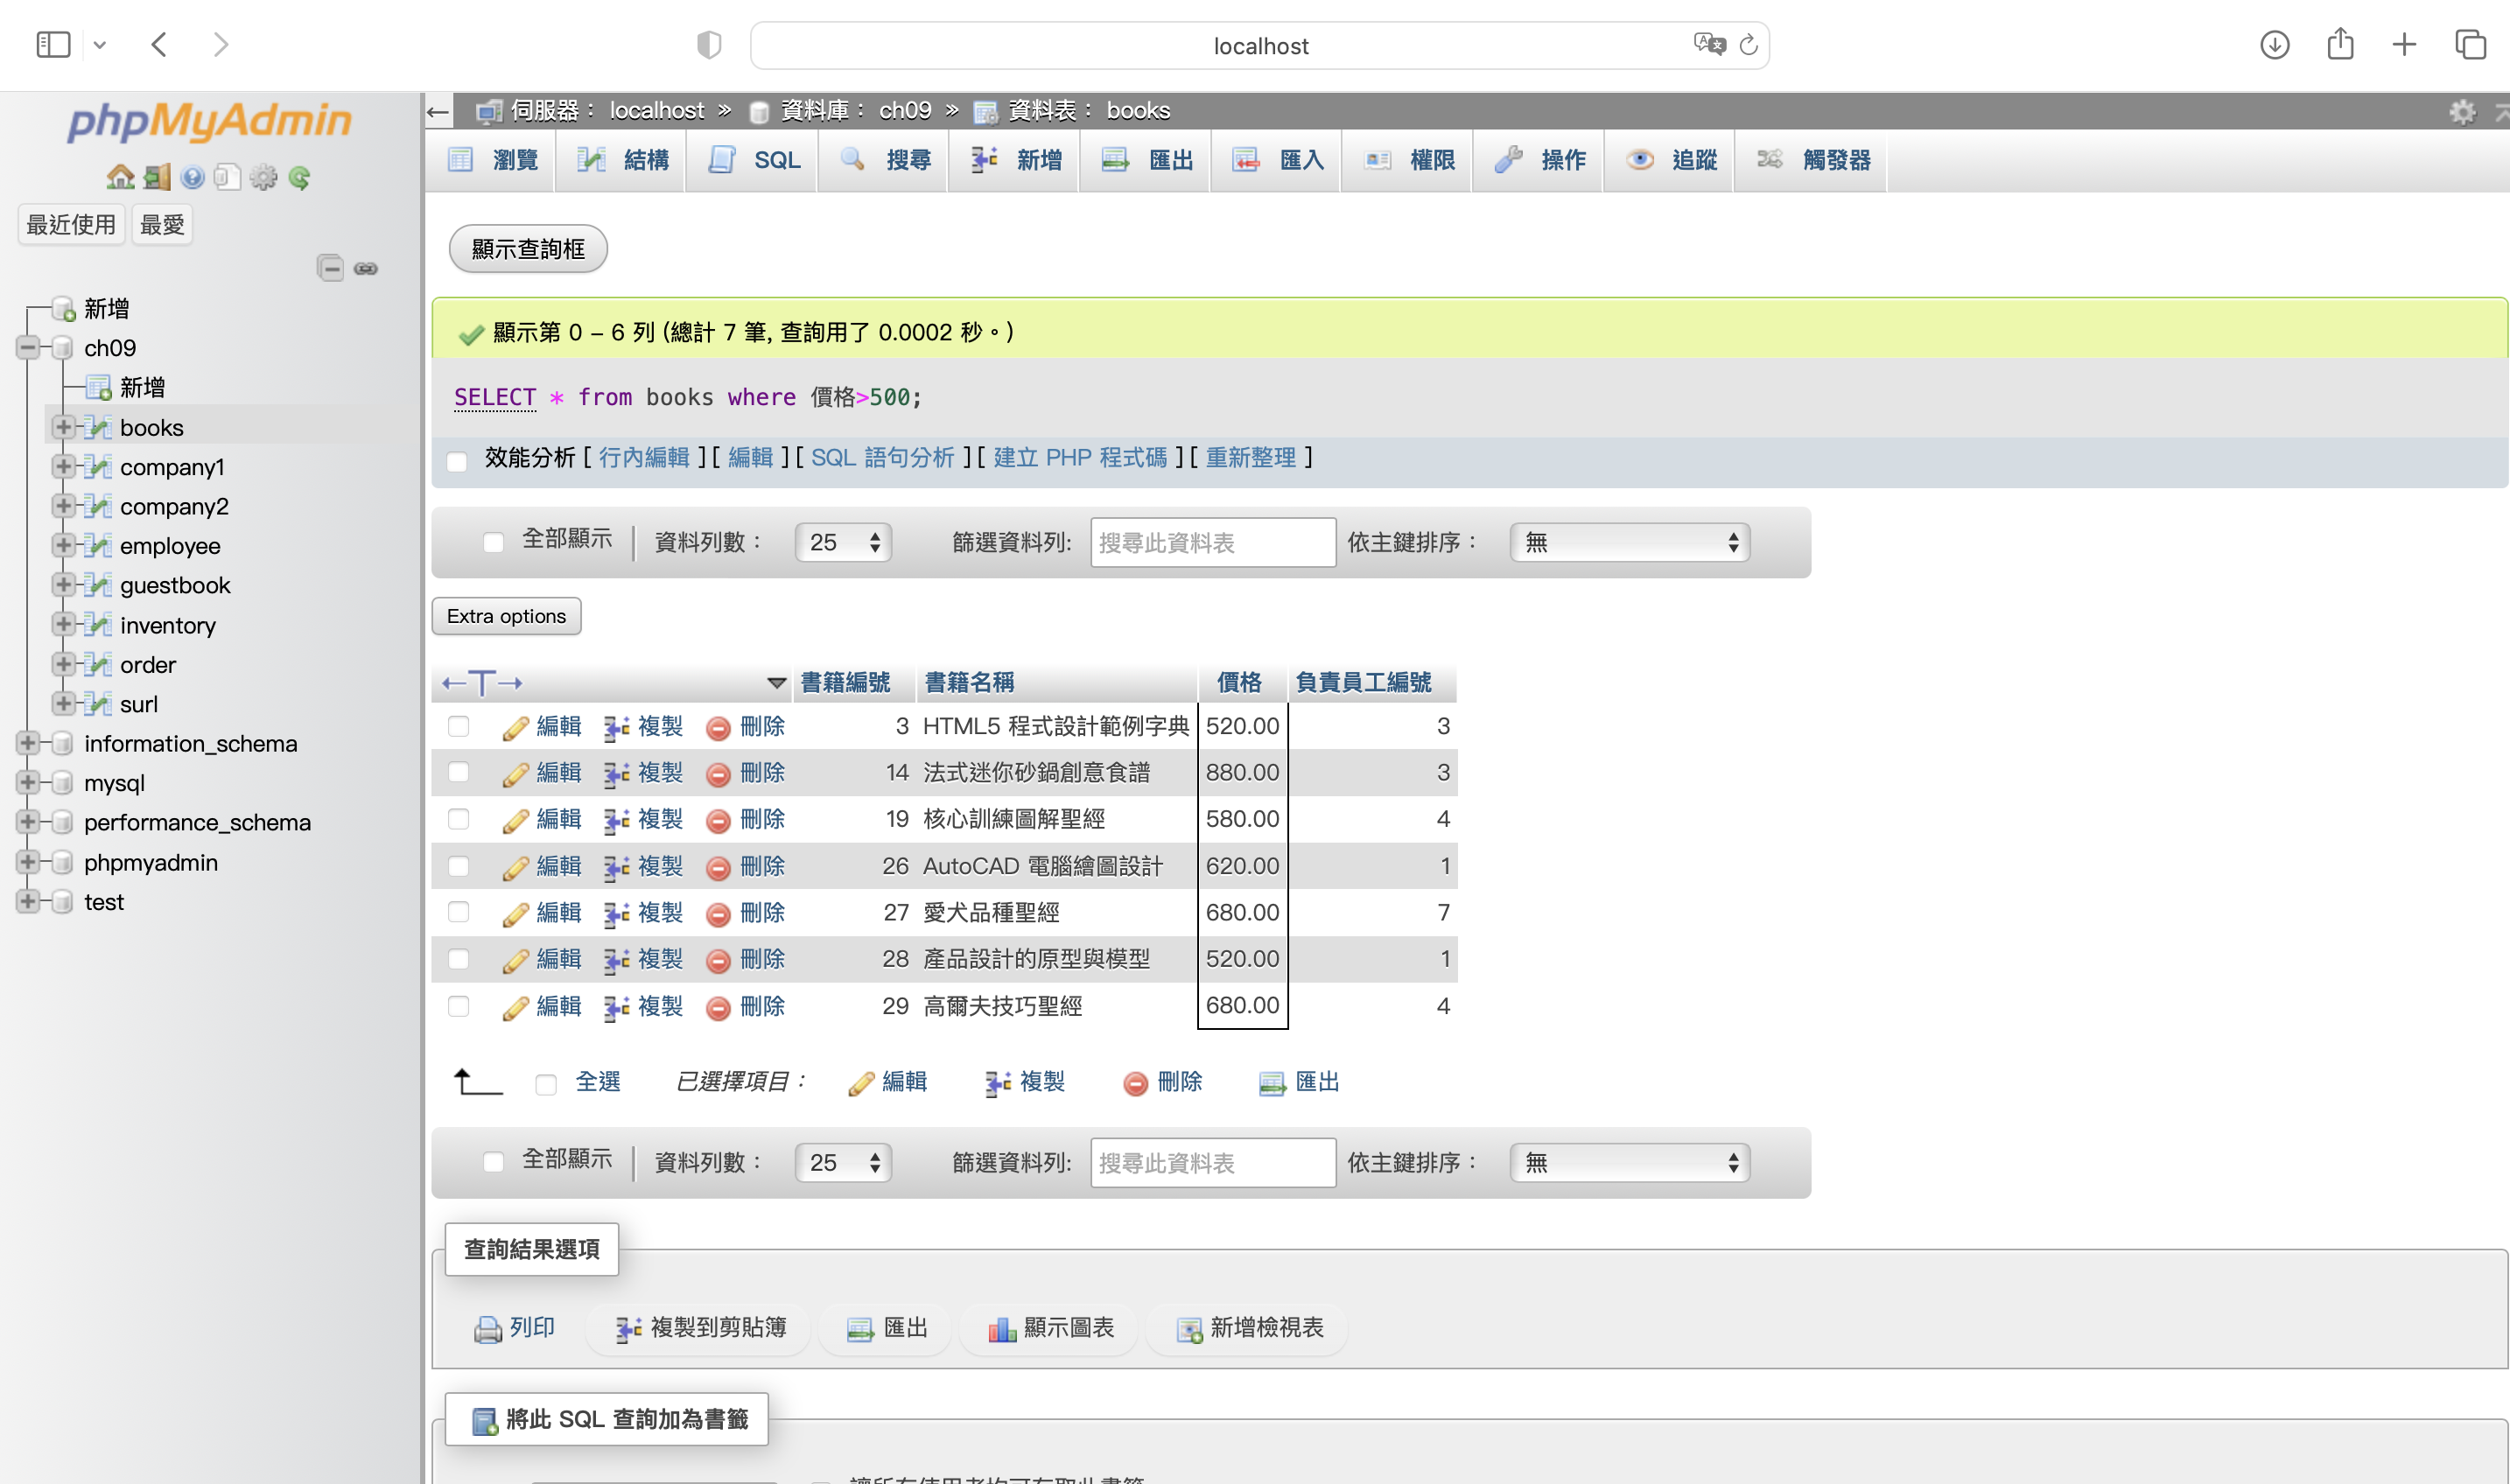 localhost
phpMyAdmin
最近使用 最愛
新增
ch09
新增
books
company1
company2
employee
guestbook
inventory
order
surl
information_schema
mysql
performance_schema
phpmyadmin
test
伺服器： localhost » 資料庫： ch09 » 資料表： books
瀏覽 結構 SQL 搜尋 新增 匯出 匯入 權限 操作 追蹤 觸發器
顯示查詢框
顯示第 0 – 6 列 (總計 7 筆, 查詢用了 0.0002 秒。)
SELECT * from books where 價格>500;
效能分析 [ 行內編輯 ] [ 編輯 ] [ SQL 語句分析 ] [ 建立 PHP 程式碼 ] [ 重新整理 ]
全部顯示 資料列數： 25 篩選資料列: 搜尋此資料表 依主鍵排序： 無
Extra options
書籍編號 書籍名稱 價格 負責員工編號
編輯 複製 刪除 3 HTML5 程式設計範例字典 520.00 3
編輯 複製 刪除 14 法式迷你砂鍋創意食譜 880.00 3
編輯 複製 刪除 19 核心訓練圖解聖經 580.00 4
編輯 複製 刪除 26 AutoCAD 電腦繪圖設計 620.00 1
編輯 複製 刪除 27 愛犬品種聖經 680.00 7
編輯 複製 刪除 28 產品設計的原型與模型 520.00 1
編輯 複製 刪除 29 高爾夫技巧聖經 680.00 4
全選 已選擇項目： 編輯 複製 刪除 匯出
全部顯示 資料列數： 25 篩選資料列: 搜尋此資料表 依主鍵排序： 無
查詢結果選項
列印 複製到剪貼簿 匯出 顯示圖表 新增檢視表
將此 SQL 查詢加為書籤